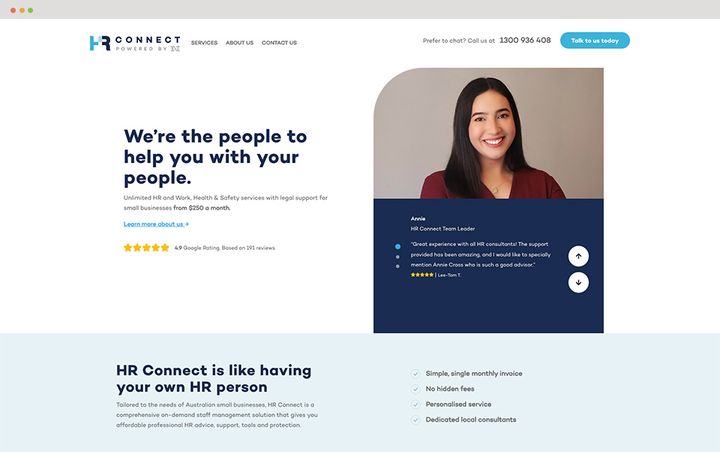 HR CONNECT
POWERED BY
SERVICES ABOUT US CONTACT US
Prefer to chat? Call us at 1300 936 408
Talk to us today
We're the people to
help you with your
people.
Unlimited HR and Work, Health & Safety services with legal support for
small businesses from $250 a month.
Learn more about us
4.9 Google Rating. Based on 191 reviews
Annie
HR Connect Team Leader
"Great experience with all HR consultants! The support
provided has been amazing, and I would like to specially
mention Annie Cross who is such a good advisor."
| Lee-Tom T.
HR Connect is like having
your own HR person
Tailored to the needs of Australian small businesses, HR Connect is a
comprehensive on-demand staff management solution that gives you
affordable professional HR advice, support, tools and protection.
Simple, single monthly invoice
No hidden fees
Personalised service
Dedicated local consultants